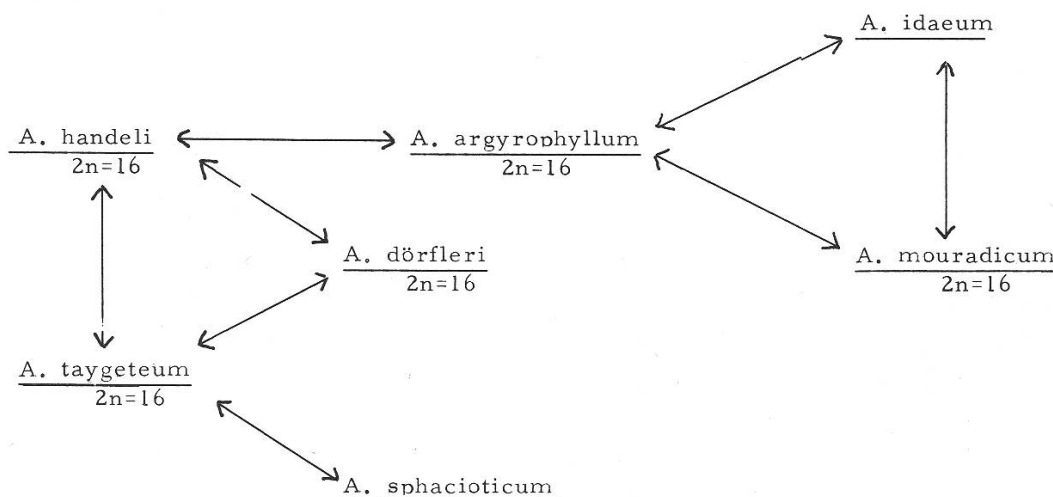 A. idaeum
A. handeli
2n=16
A. argyrophyllum
2n=16
A. dörfleri
2n=16
A. mouradicum
2n=16
A. taygeteum
2n=16
A. sphacioticum